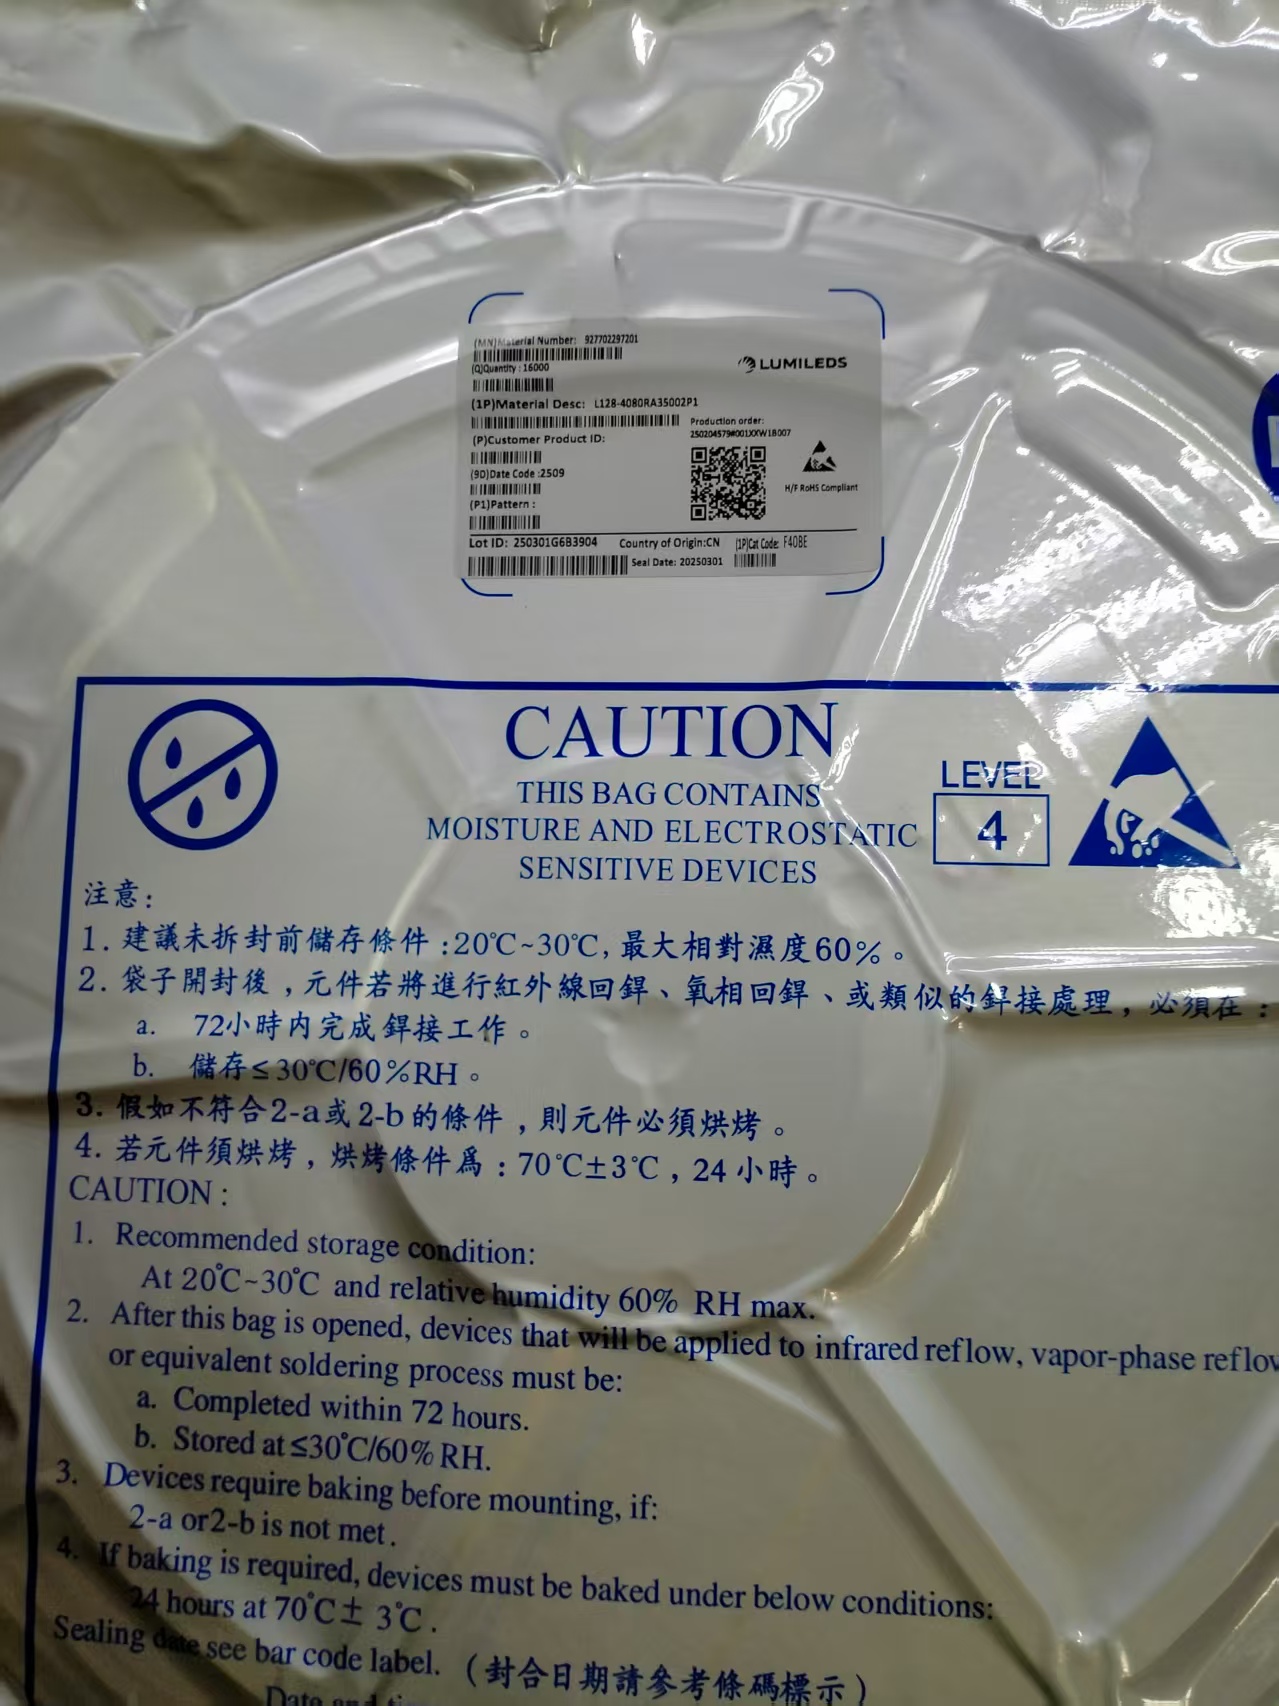 (MN)Material Number: 927702297201
(Q)Quantity : 16000
LUMILEDS
(1P)Material Desc: L128-4080RA35002P1
Production order:
250204579#001XXW1B007
(P)Customer Product ID:
(9D)Date Code :2509
H/F RoHS Compliant
(P1)Pattern :
Lot ID: 250301G6B3904 Country of Origin:CN (1P)Cat Code: F40BE
Seal Date: 20250301
CAUTION
THIS BAG CONTAINS
MOISTURE AND ELECTROSTATIC
SENSITIVE DEVICES
LEVEL
4
注意:
1. 建議未拆封前儲存條件:20℃~30℃,最大相對濕度60%。
2. 袋子開封後,元件若將進行紅外線回銲、氧相回銲、或類似的銲接處理,必須在:
a. 72小時內完成銲接工作。
b. 儲存≤30℃/60%RH。
3. 假如不符合2-a或2-b的條件,則元件必須烘烤。
4. 若元件須烘烤,烘烤條件爲:70℃±3℃,24小時。
CAUTION :
1. Recommended storage condition:
At 20℃~30℃ and relative humidity 60% RH max.
2. After this bag is opened, devices that will be applied to infrared reflow, vapor-phase reflow
or equivalent soldering process must be:
a. Completed within 72 hours.
b. Stored at ≤30℃/60% RH.
3. Devices require baking before mounting, if:
2-a or2-b is not met .
4. If baking is required, devices must be baked under below conditions:
24 hours at 70℃± 3℃ .
Sealing date see bar code label. (封合日期請參考條碼標示)